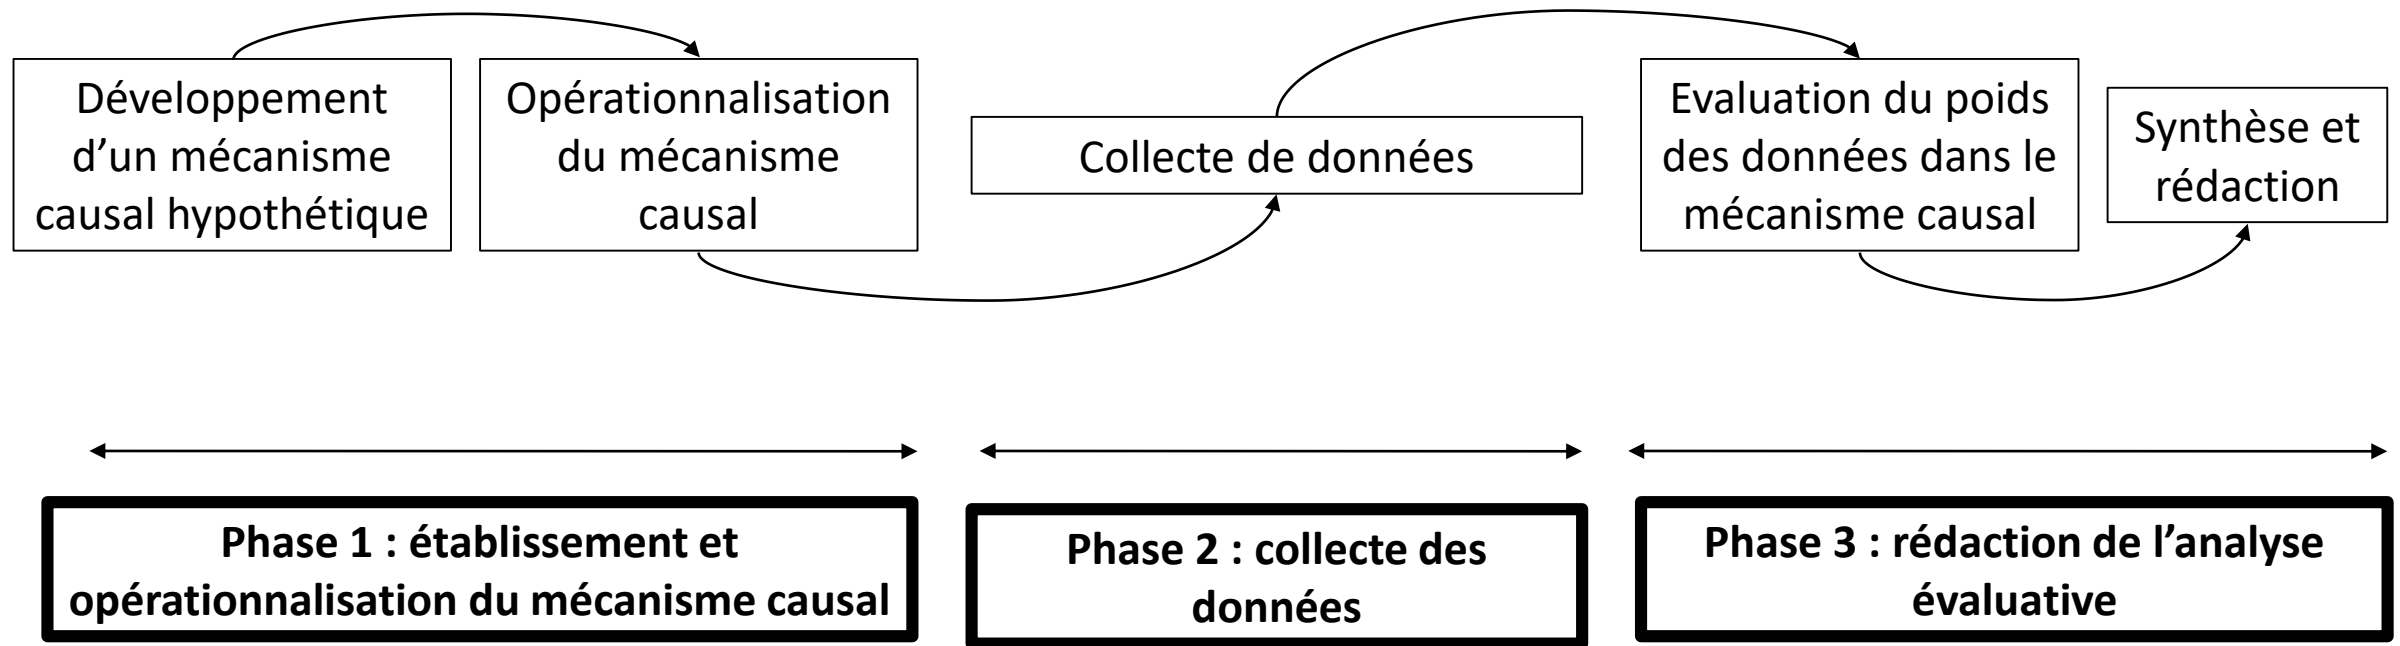 Développement
d’un mécanisme
causal hypothétique
Opérationnalisation
du mécanisme
causal
Collecte de données
Evaluation du poids
des données dans le
mécanisme causal
Synthèse et
rédaction
Phase 1 : établissement et
opérationnalisation du mécanisme causal
Phase 2 : collecte des
données
Phase 3 : rédaction de l’analyse
évaluative